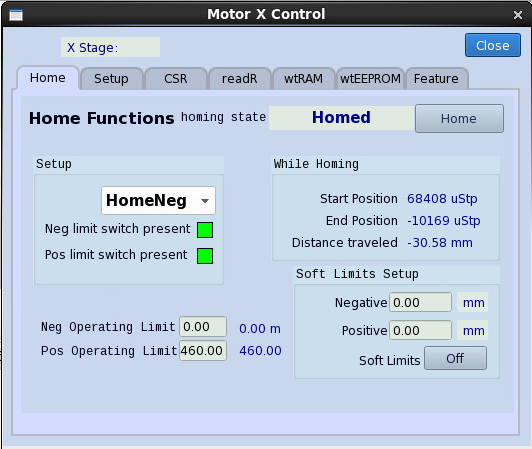 Motor X Control
X Stage:
Close
Home Setup CSR readR wtRAM wtEEPROM Feature
Home Functions homing state Homed Home
Setup
HomeNeg
Neg limit switch present
Pos limit switch present
While Homing
Start Position 68408 uStp
End Position -10169 uStp
Distance traveled -30.58 mm
Soft Limits Setup
Negative 0.00 mm
Positive 0.00 mm
Soft Limits Off
Neg Operating Limit 0.00 0.00 m
Pos Operating Limit 460.00 460.00